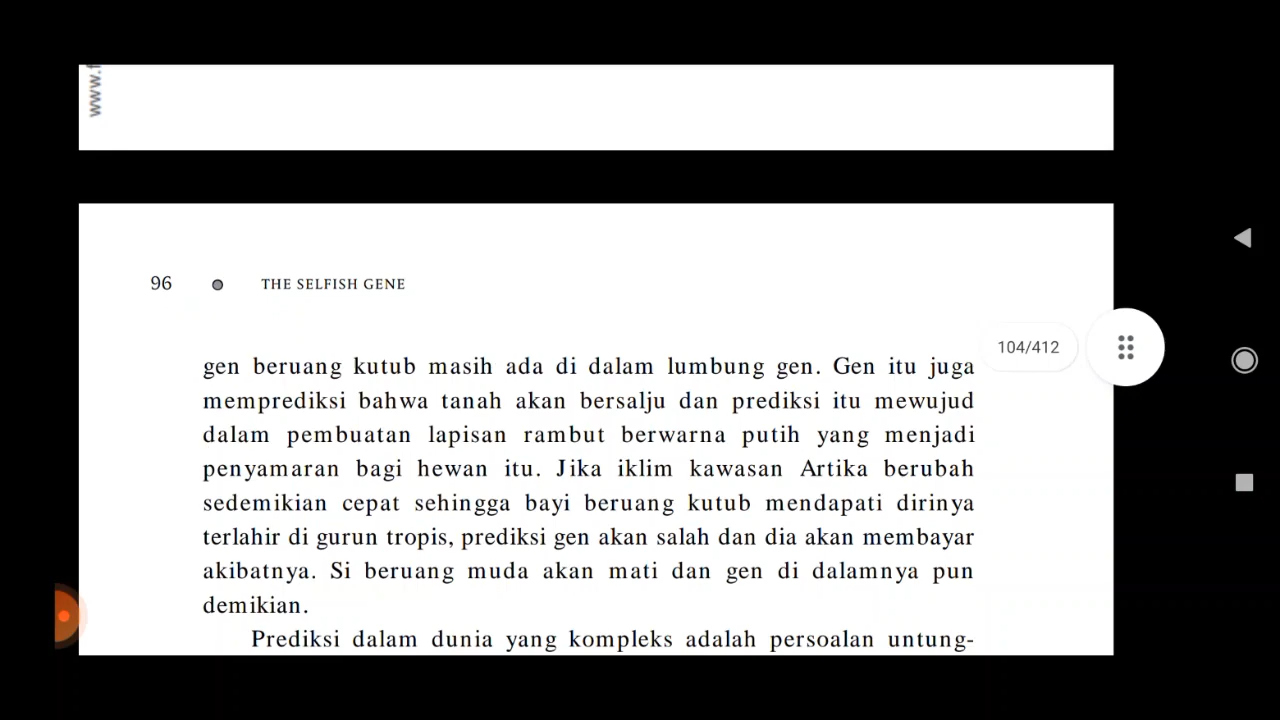 96 THE SELFISH GENE
104/412
gen beruang kutub masih ada di dalam lumbung gen. Gen itu juga
memprediksi bahwa tanah akan bersalju dan prediksi itu mewujud
dalam pembuatan lapisan rambut berwarna putih yang menjadi
penyamaran bagi hewan itu. Jika iklim kawasan Artika berubah
sedemikian cepat sehingga bayi beruang kutub mendapati dirinya
terlahir di gurun tropis, prediksi gen akan salah dan dia akan membayar
akibatnya. Si beruang muda akan mati dan gen di dalamnya pun
demikian.
Prediksi dalam dunia yang kompleks adalah persoalan untung-